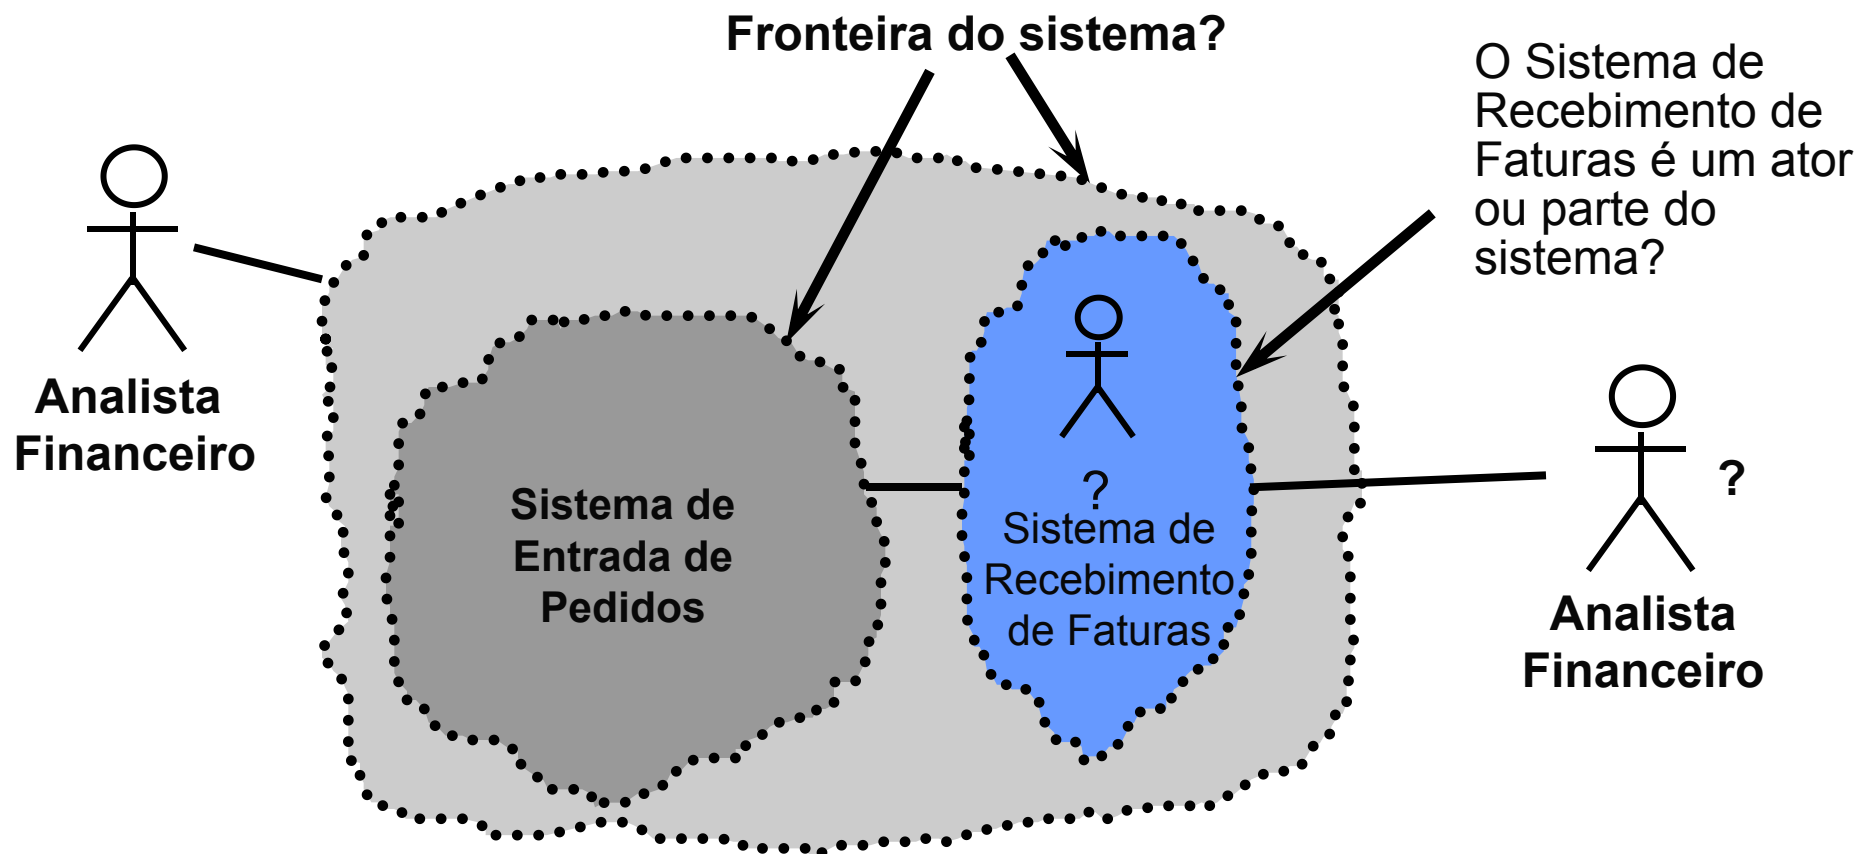 Fronteira do sistema?
O Sistema de
Recebimento de
Faturas é um ator
ou parte do
sistema?
Analista
Financeiro
Sistema de
Entrada de
Pedidos
?
Sistema de
Recebimento
de Faturas
?
Analista
Financeiro